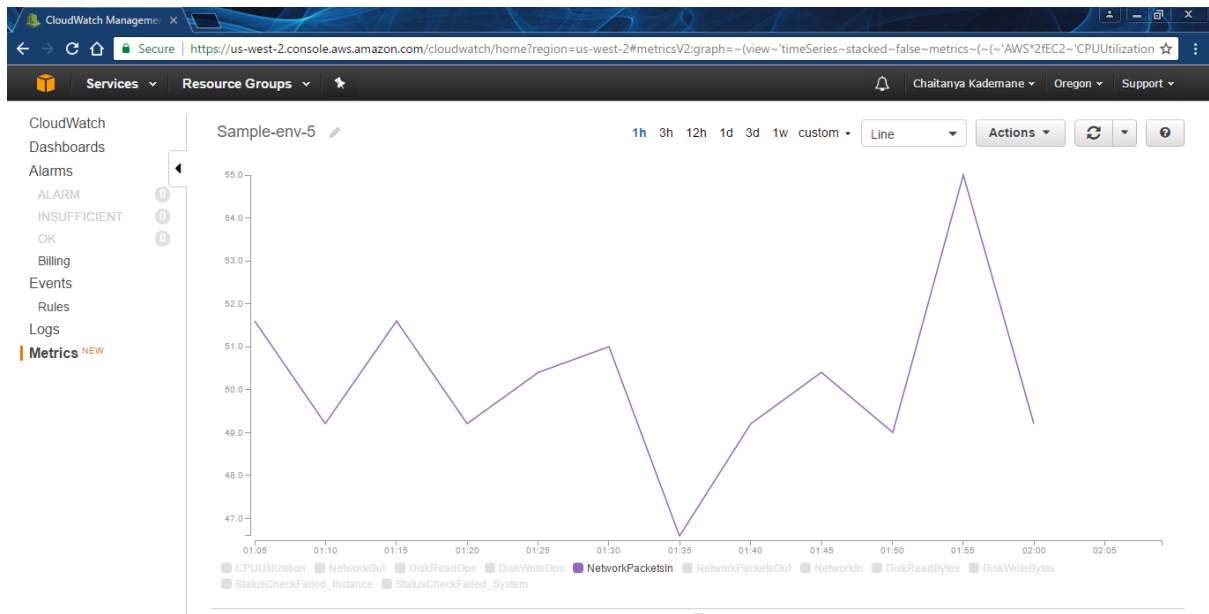 CloudWatch Managemer
Secure | https://us-west-2.console.aws.amazon.com/cloudwatch/home?region=us-west-2#metricsV2:graph=~(view~'timeSeries~stacked~false~metrics~(~(~'AWS*2fEC2~'CPUUtilization
Services Resource Groups Chaitanya Kademane Oregon Support
CloudWatch
Dashboards
Alarms
ALARM 0
INSUFFICIENT 0
OK 0
Billing
Events
Rules
Logs
Metrics NEW
Sample-env-5 1h 3h 12h 1d 3d 1w custom Line Actions ?
55.0
54.0
53.0
52.0
51.0
50.0
49.0
48.0
47.0
01:05 01:10 01:15 01:20 01:25 01:30 01:35 01:40 01:45 01:50 01:55 02:00 02:05
CPUUtilization NetworkOut DiskReadOps DiskWriteOps NetworkPacketsIn NetworkPacketsOut NetworkIn DiskReadBytes DiskWriteBytes
StatusCheckFailed_Instance StatusCheckFailed_System